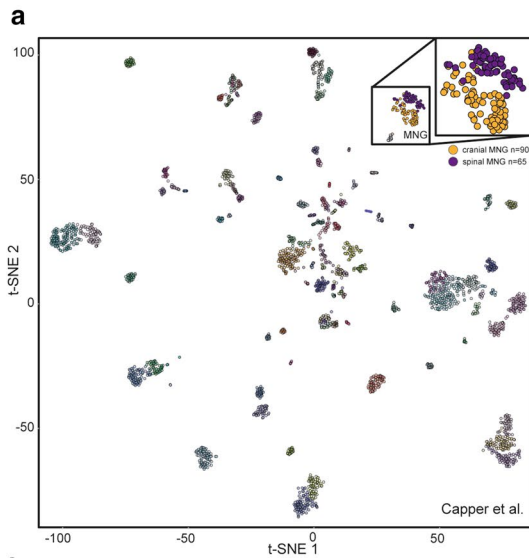 a
100
50
0
-50
-100
-50
0
50
t-SNE 2
t-SNE 1
MNG
cranial MNG n=90
spinal MNG n=65
Capper et al.